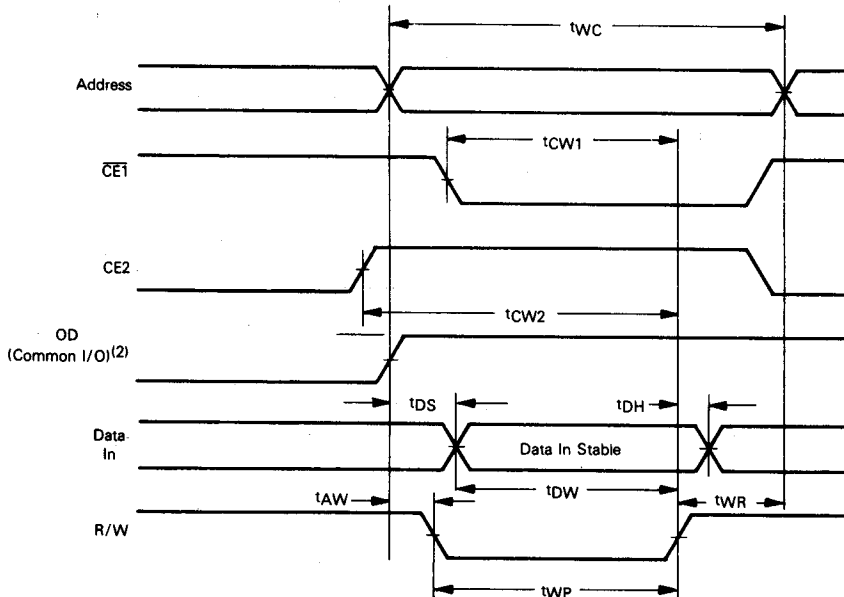 tWC
Address
tCW1
CE1
CE2
tCW2
OD
(Common I/O)(2)
tDS
tDH
Data
In
Data In Stable
tDW
tAW
tWR
R/W
tWP